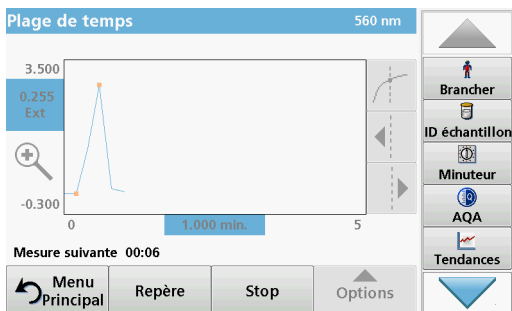 Plage de temps 560 nm
3.500
0.255
Ext
-0.300
0 1.000 min. 5
Mesure suivante 00:06
Menu
Principal
Repère
Stop
Options
Brancher
ID échantillon
Minuteur
AQA
Tendances